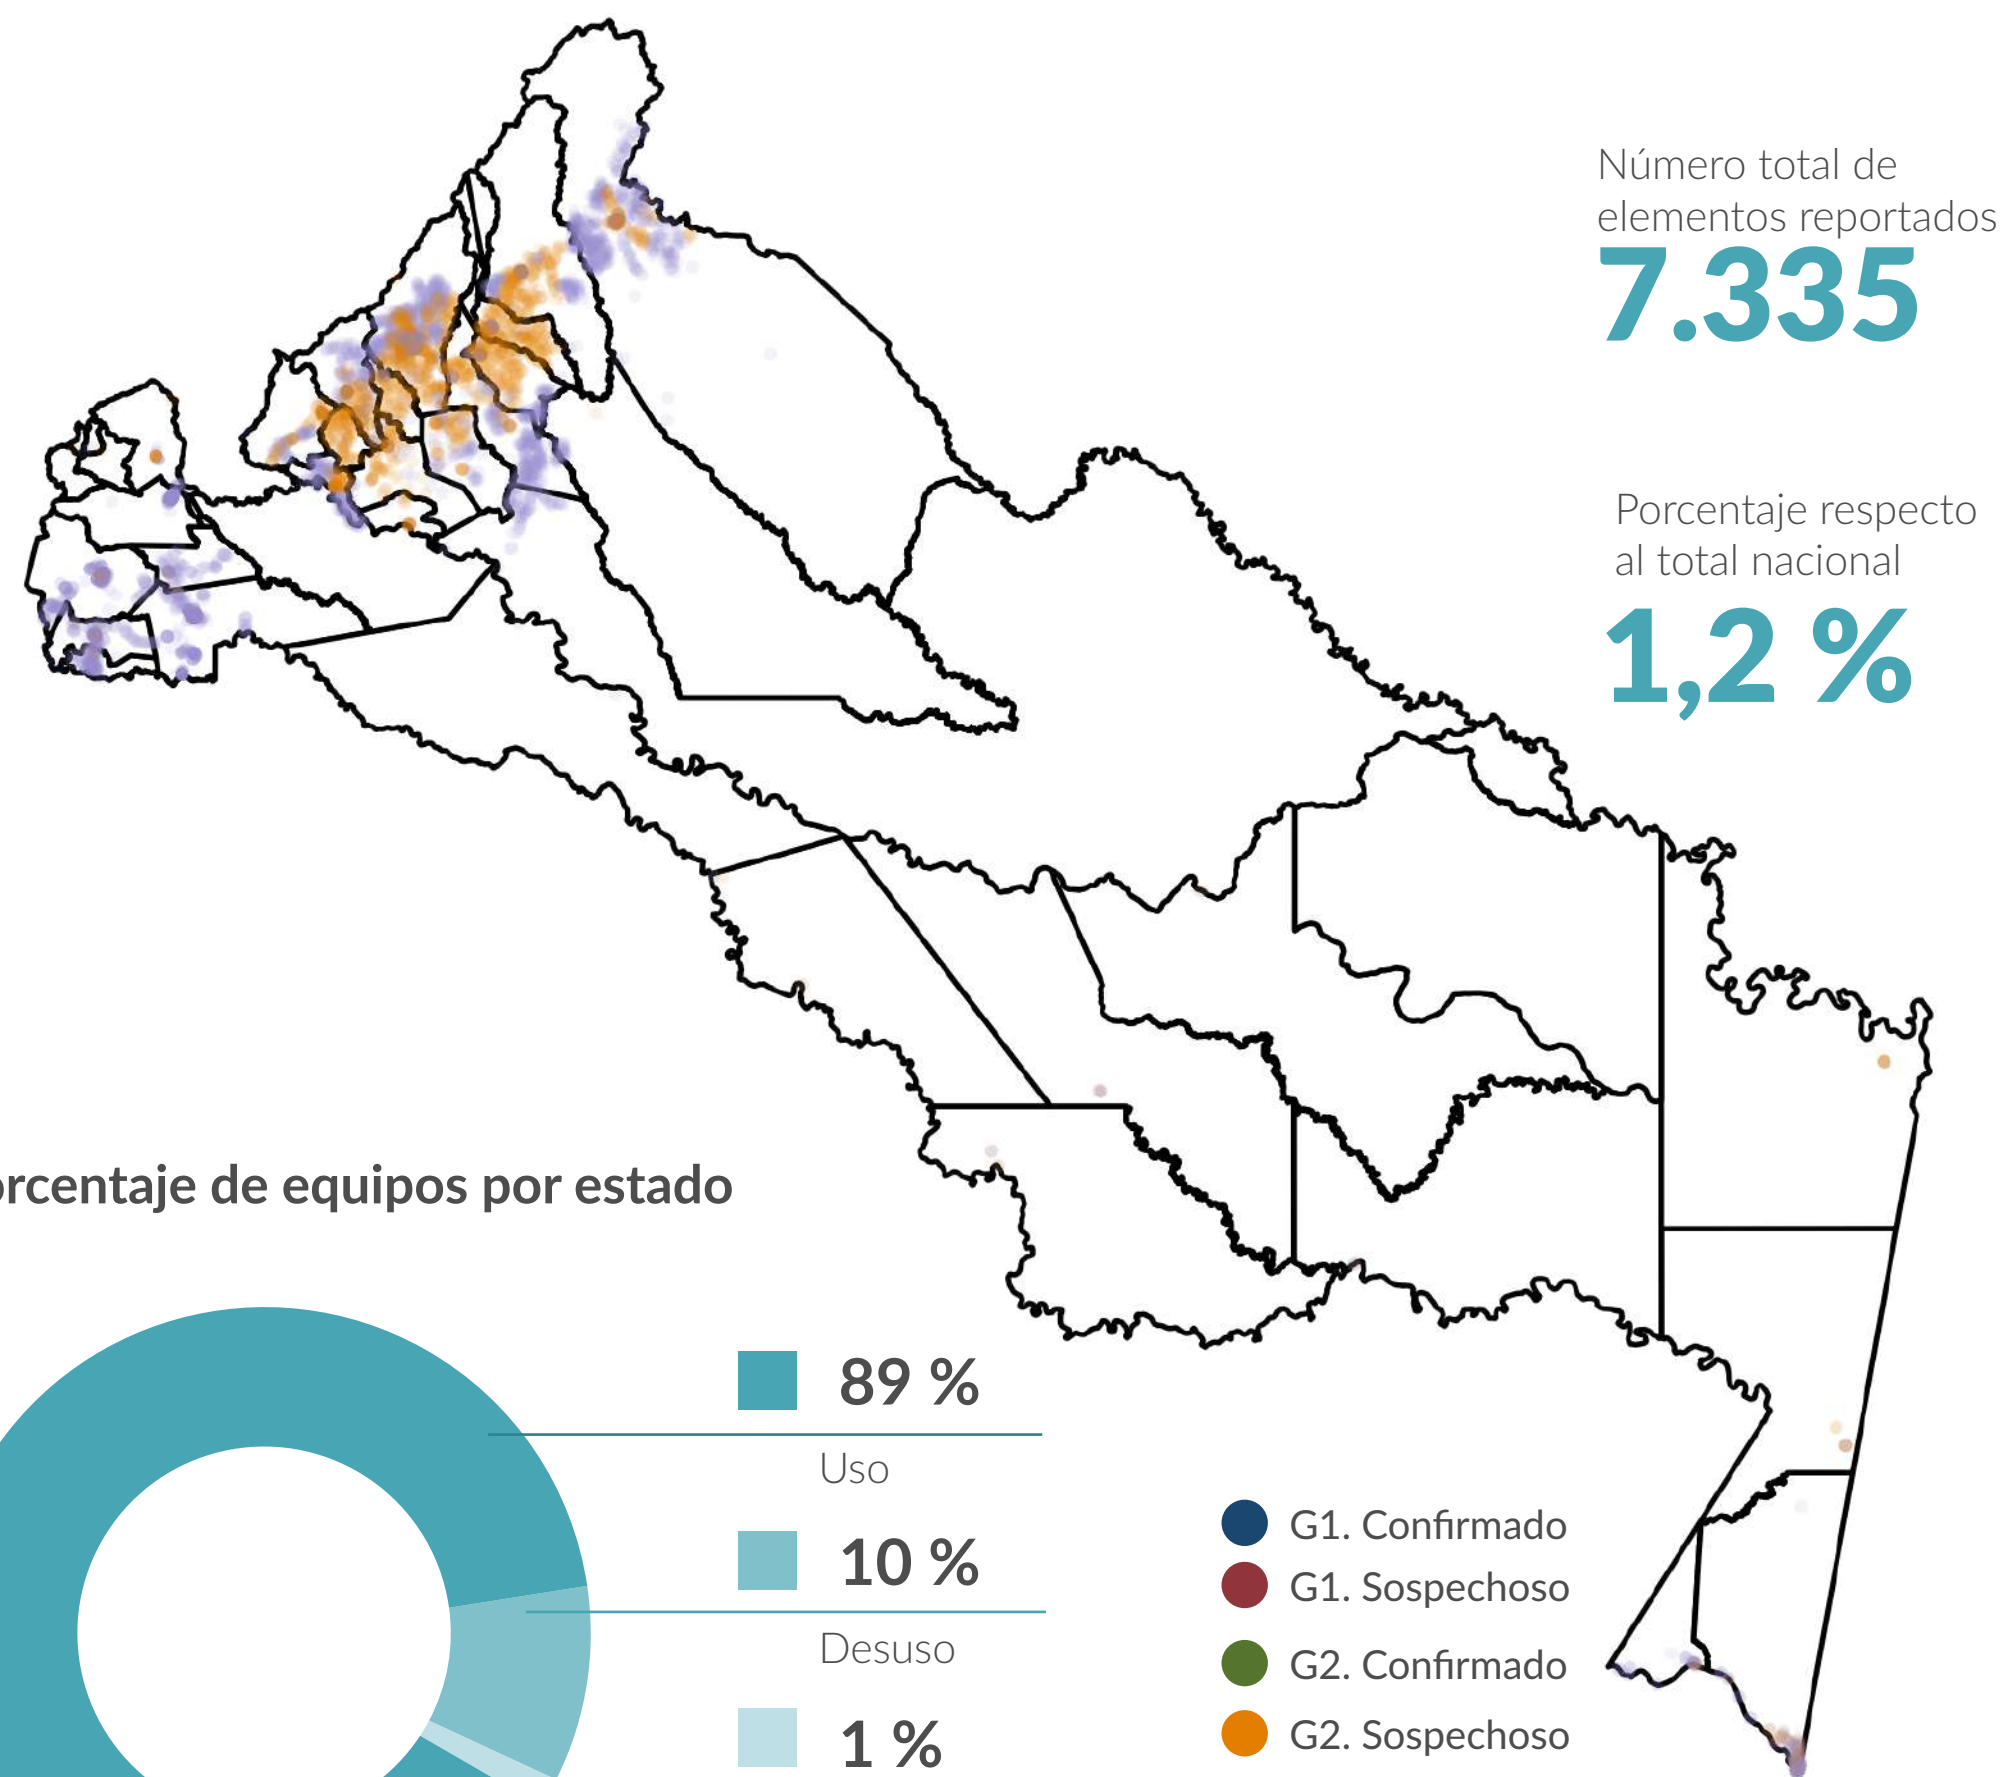 Número total de
elementos reportados
7.335
Porcentaje respecto
al total nacional
1,2 %
de equipos por estado
89 %
Uso
10 %
Desuso
1 %
G1. Confirmado
G1. Sospechoso
G2. Confirmado
G2. Sospechoso